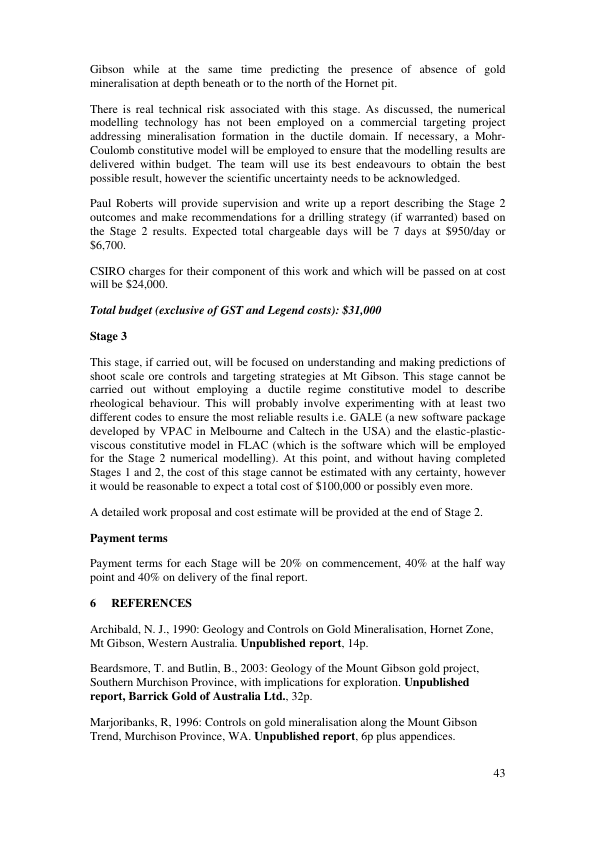 Gibson while at the same time predicting the presence of absence of gold
mineralisation at depth beneath or to the north of the Hornet pit.
There is real technical risk associated with this stage. As discussed, the numerical
modelling technology has not been employed on a commercial targeting project
addressing mineralisation formation in the ductile domain. If necessary, a Mohr-
Coulomb constitutive model will be employed to ensure that the modelling results are
delivered within budget. The team will use its best endeavours to obtain the best
possible result, however the scientific uncertainty needs to be acknowledged.
Paul Roberts will provide supervision and write up a report describing the Stage 2
outcomes and make recommendations for a drilling strategy (if warranted) based on
the Stage 2 results. Expected total chargeable days will be 7 days at $950/day or
$6,700.
CSIRO charges for their component of this work and which will be passed on at cost
will be $24,000.
Total budget (exclusive of GST and Legend costs): $31,000
Stage 3
This stage, if carried out, will be focused on understanding and making predictions of
shoot scale ore controls and targeting strategies at Mt Gibson. This stage cannot be
carried out without employing a ductile regime constitutive model to describe
rheological behaviour. This will probably involve experimenting with at least two
different codes to ensure the most reliable results i.e. GALE (a new software package
developed by VPAC in Melbourne and Caltech in the USA) and the elastic-plastic-
viscous constitutive model in FLAC (which is the software which will be employed
for the Stage 2 numerical modelling). At this point, and without having completed
Stages 1 and 2, the cost of this stage cannot be estimated with any certainty, however
it would be reasonable to expect a total cost of $100,000 or possibly even more.
A detailed work proposal and cost estimate will be provided at the end of Stage 2.
Payment terms
Payment terms for each Stage will be 20% on commencement, 40% at the half way
point and 40% on delivery of the final report.
6 REFERENCES
Archibald, N. J., 1990: Geology and Controls on Gold Mineralisation, Hornet Zone,
Mt Gibson, Western Australia. Unpublished report, 14p.
Beardsmore, T. and Butlin, B., 2003: Geology of the Mount Gibson gold project,
Southern Murchison Province, with implications for exploration. Unpublished
report, Barrick Gold of Australia Ltd., 32p.
Marjoribanks, R, 1996: Controls on gold mineralisation along the Mount Gibson
Trend, Murchison Province, WA. Unpublished report, 6p plus appendices.
43